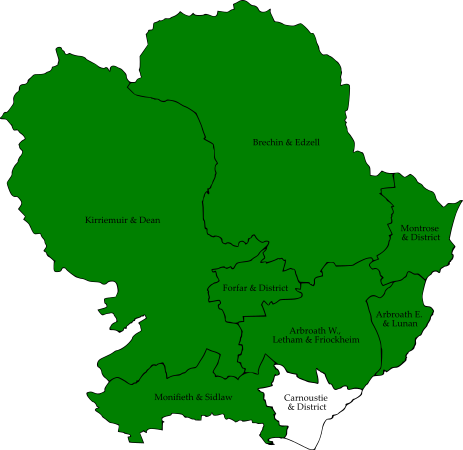 Brechin & Edzell
Kirriemuir & Dean
Montrose
& District
Forfar & District
Arbroath E.
& Lunan
Arbroath W.,
Letham & Friockheim
Monifieth & Sidlaw
Carnoustie
& District